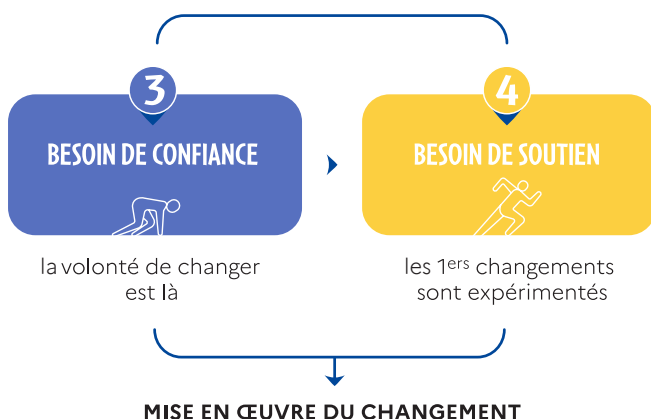 3
BESOIN DE CONFIANCE
la volonté de changer
est là
4
BESOIN DE SOUTIEN
les 1ers changements
sont expérimentés
MISE EN ŒUVRE DU CHANGEMENT